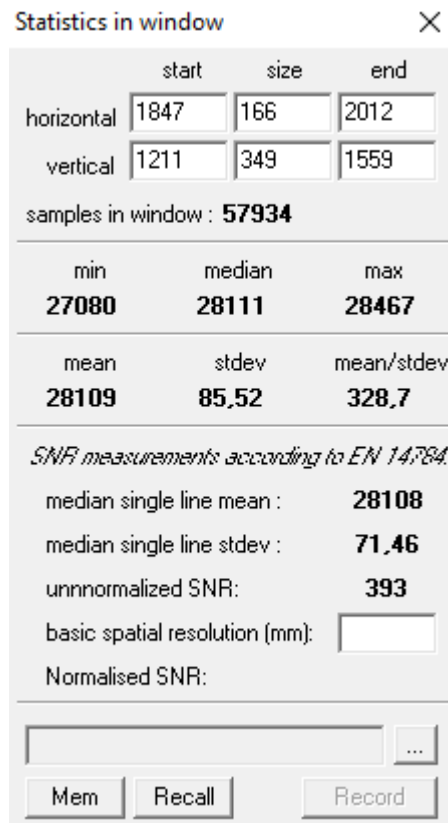 Statistics in window
start size end
horizontal 1847 166 2012
vertical 1211 349 1559
samples in window : 57934
min median max
27080 28111 28467
mean stdev mean/stdev
28109 85,52 328,7
SNR measurements according to EN 14784.
median single line mean : 28108
median single line stdev : 71,46
unnnormalized SNR: 393
basic spatial resolution (mm):
Normalised SNR:
...
Mem Recall Record